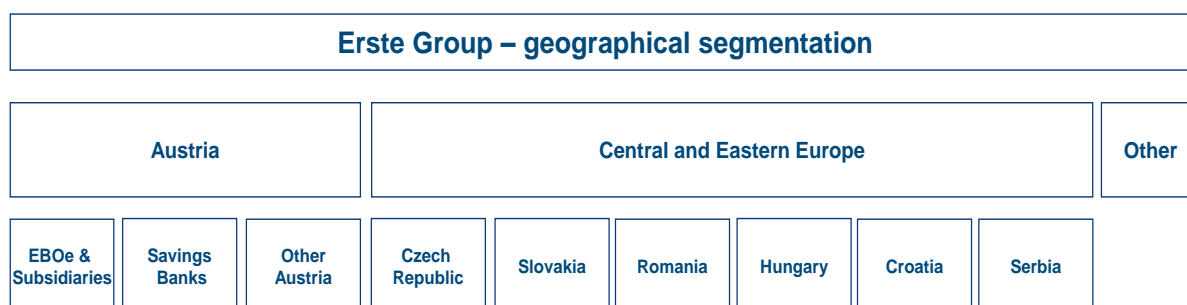 Erste Group – geographical segmentation
Austria
Central and Eastern Europe
Other
EBOe &
Subsidiaries
Savings
Banks
Other
Austria
Czech
Republic
Slovakia
Romania
Hungary
Croatia
Serbia